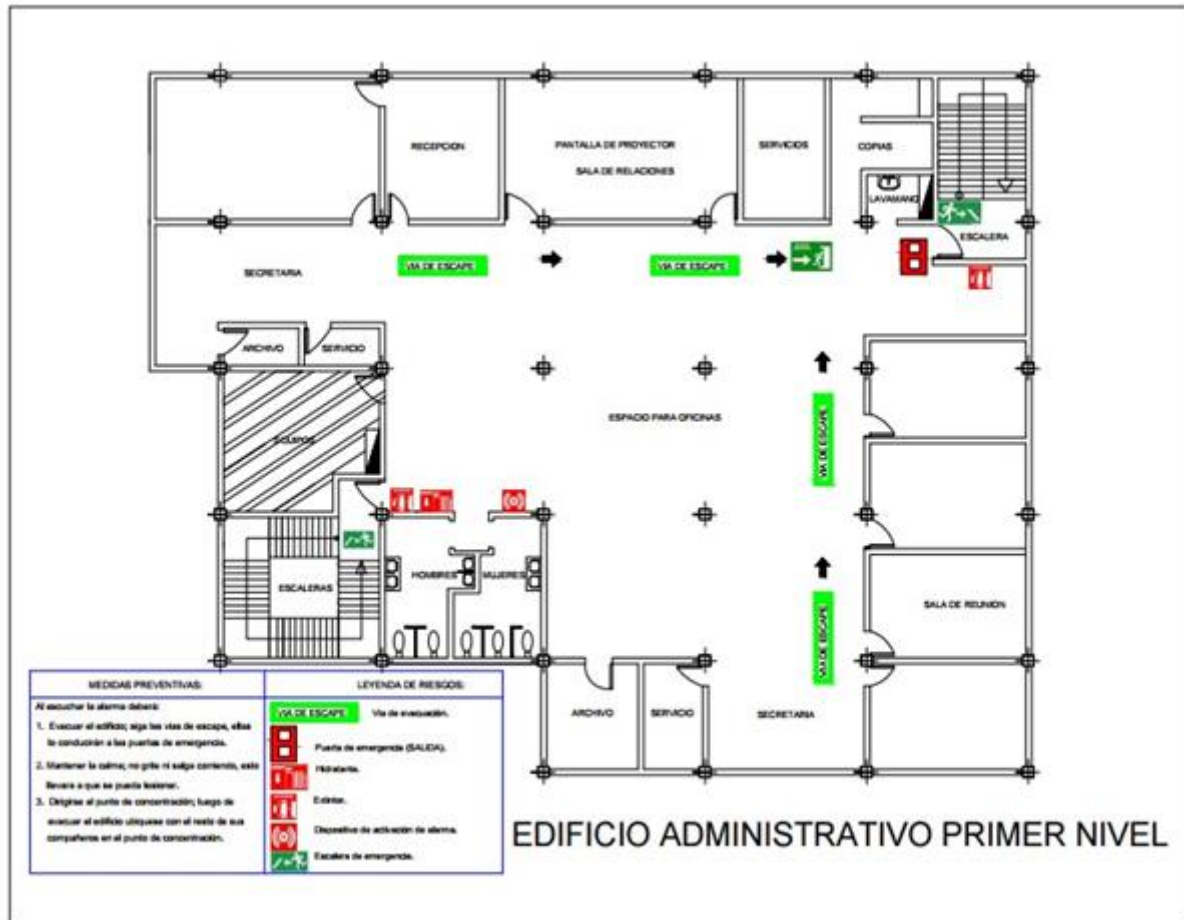 RECEPCION
PANTALLA DE PROYECTOR
SALA DE RELACIONES
SERVICIOS
COPIAS
LAVAMANO
ESCALERA
SECRETARIA
VIA DE ESCAPE
VIA DE ESCAPE
ARCHIVO
SERVICIO
EQUIPOS
ESPACIO PARA OFICINAS
VIA DE ESCAPE
ESCALERAS
HOMBRES
MUJERES
SALA DE REUNION
VIA DE ESCAPE
ARCHIVO
SERVICIO
SECRETARIA
MEDIDAS PREVENTIVAS:
Al escuchar la alarma deberá:
1. Evacuar el edificio; siga las vías de escape, ellas
lo conducirán a las puertas de emergencia.
2. Mantener la calma; no grite ni salga corriendo, esto
llevara a que se pueda lesionar.
3. Dirigirse al punto de concentración; luego de
evacuar el edificio ubíquese con el resto de sus
compañeros en el punto de concentración.
LEYENDA DE RIESGOS:
VIA DE ESCAPE
Vía de evacuación.
Puerta de emergencia (SALIDA).
Hidratante.
Extintor.
Dispositivo de activación de alarma.
Escalera de emergencia.
EDIFICIO ADMINISTRATIVO PRIMER NIVEL